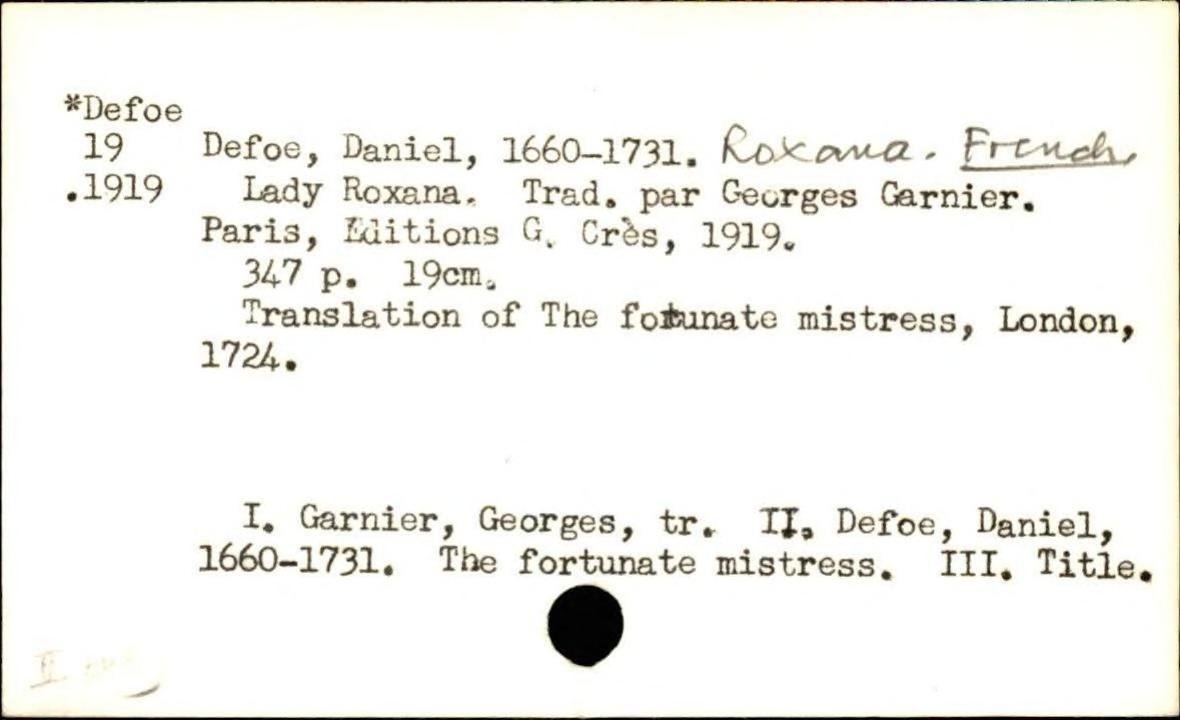 *Defoe
19 Defoe, Daniel, 1660-1731. Roxana. French.
.1919 Lady Roxana. Trad. par Georges Garnier.
Paris, Editions G. Crès, 1919.
347 p. 19cm.
Translation of The fortunate mistress, London,
1724.
I. Garnier, Georges, tr. II. Defoe, Daniel,
1660-1731. The fortunate mistress. III. Title.
II